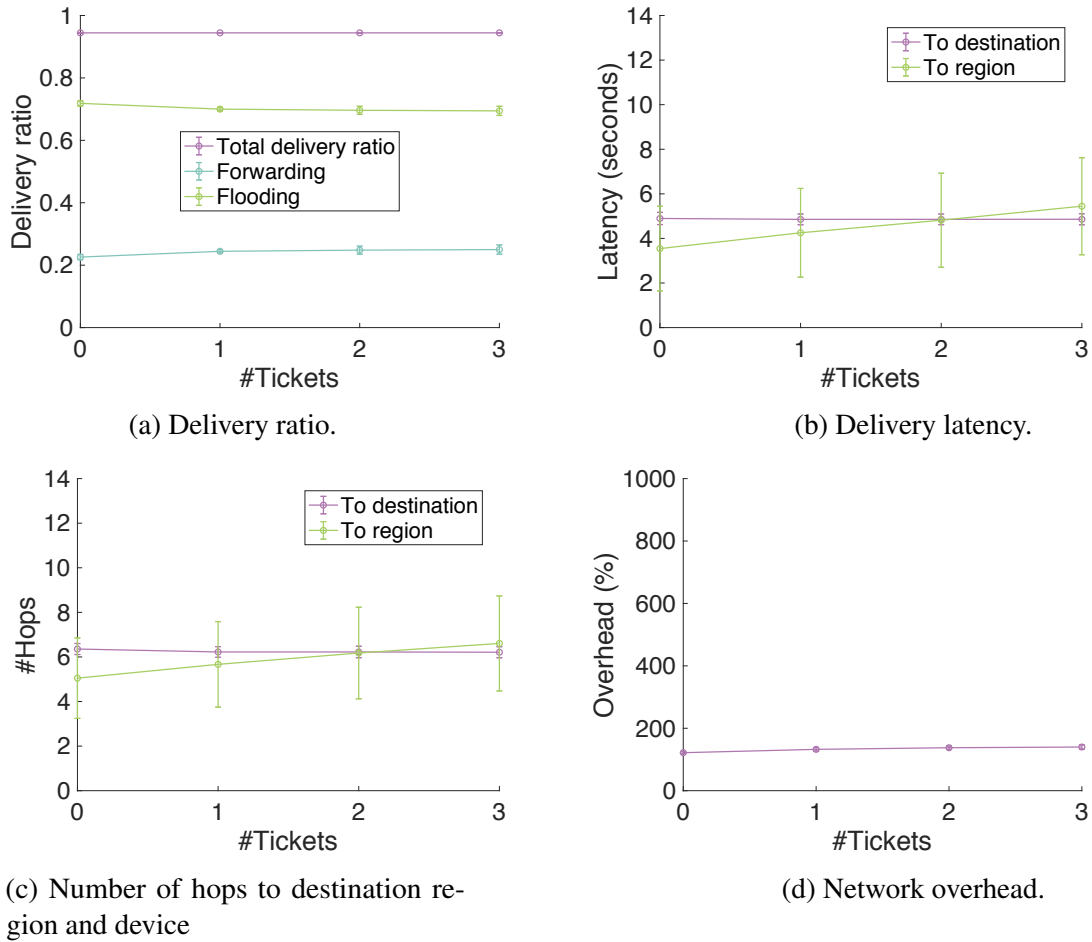 1
0.8
0.6
0.4
0.2
0
Delivery ratio
Total delivery ratio
Forwarding
Flooding
0 1 2 3
#Tickets
(a) Delivery ratio.
14
12
10
8
6
4
2
0
Latency (seconds)
To destination
To region
0 1 2 3
#Tickets
(b) Delivery latency.
14
12
10
8
6
4
2
0
#Hops
To destination
To region
0 1 2 3
#Tickets
(c) Number of hops to destination re-
gion and device
1000
800
600
400
200
0
Overhead (%)
0 1 2 3
#Tickets
(d) Network overhead.